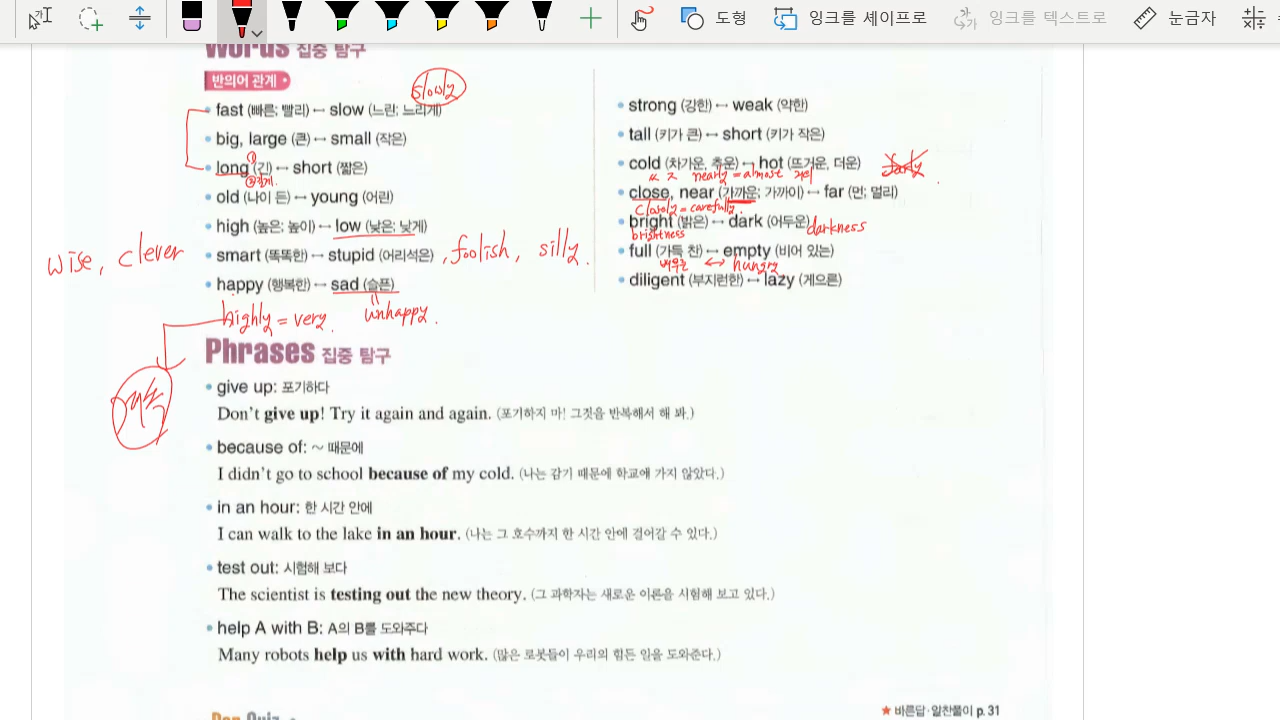 도형
잉크를 셰이프로
잉크를 텍스트로
눈금자
Words 집중 탐구
반의어 관계
slowly
fast (빠른; 빨리) ↔ slow (느린; 느리게)
big, large (큰) ↔ small (작은)
① long (긴) ↔ short (짧은)
②길게.
old (나이 든) ↔ young (어린)
high (높은; 높이) ↔ low (낮은, 낮게)
wise, clever
smart (똑똑한) ↔ stupid (어리석은) , foolish, silly.
happy (행복한) ↔ sad (슬픈)
highly = very.
unhappy.
strong (강한) ↔ weak (약한)
tall (키가 큰) ↔ short (키가 작은)
cold (차가운, 추운) ↔ hot (뜨거운, 더운)
nearly = almost 거의
close, near (가까운; 가까이) ↔ far (먼; 멀리)
closely = carefully.
bright (밝은) ↔ dark (어두운) darkness
brightness
full (가득 찬) ↔ empty (비어 있는)
배부른 ↔ hungry
diligent (부지런한) ↔ lazy (게으른)
Phrases 집중 탐구
give up: 포기하다
Don't give up! Try it again and again. (포기하지 마! 그것을 반복해서 해 봐.)
because of: ~ 때문에
I didn't go to school because of my cold. (나는 감기 때문에 학교에 가지 않았다.)
in an hour: 한 시간 안에
I can walk to the lake in an hour. (나는 그 호수까지 한 시간 안에 걸어갈 수 있다.)
test out: 시험해 보다
The scientist is testing out the new theory. (그 과학자는 새로운 이론을 시험해 보고 있다.)
help A with B: A의 B를 도와주다
Many robots help us with hard work. (많은 로봇들이 우리의 힘든 일을 도와준다.)
★ 바른답·알찬풀이 p. 31